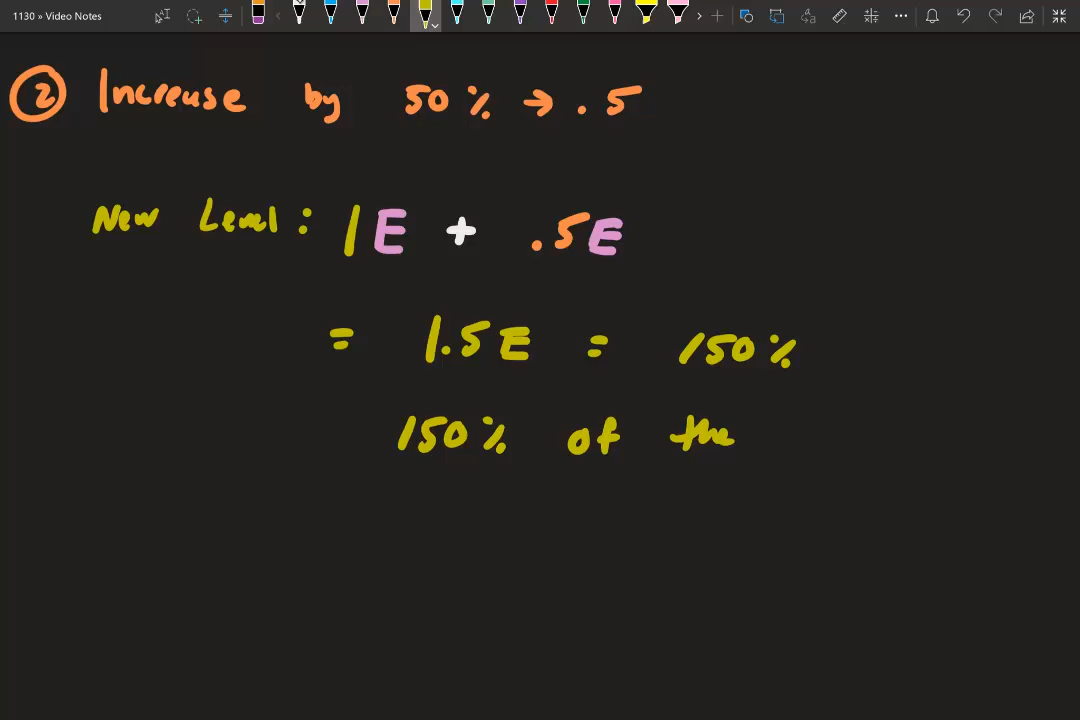 1130 » Video Notes
② Increase by 50% → .5
New Level: 1E + .5E
= 1.5E = 150%
150% of the